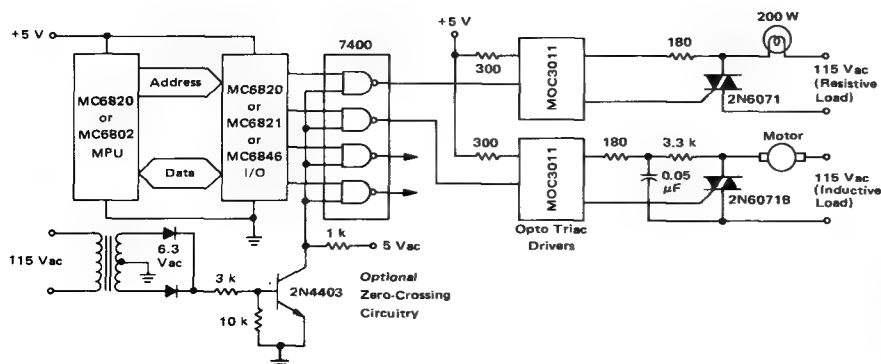 +5 V
MC6820
or
MC6802
MPU
Address
Data
MC6820
or
MC6821
or
MC6846
I/O
7400
+5 V
300
MOC3011
180
200 W
2N6071
115 Vac
(Resistive
Load)
300
MOC3011
180
3.3 k
0.05
μF
Motor
2N6071B
115 Vac
(Inductive
Load)
Opto Triac
Drivers
115 Vac
6.3
Vac
3 k
10 k
2N4403
1 k
5 Vac
Optional
Zero-Crossing
Circuitry